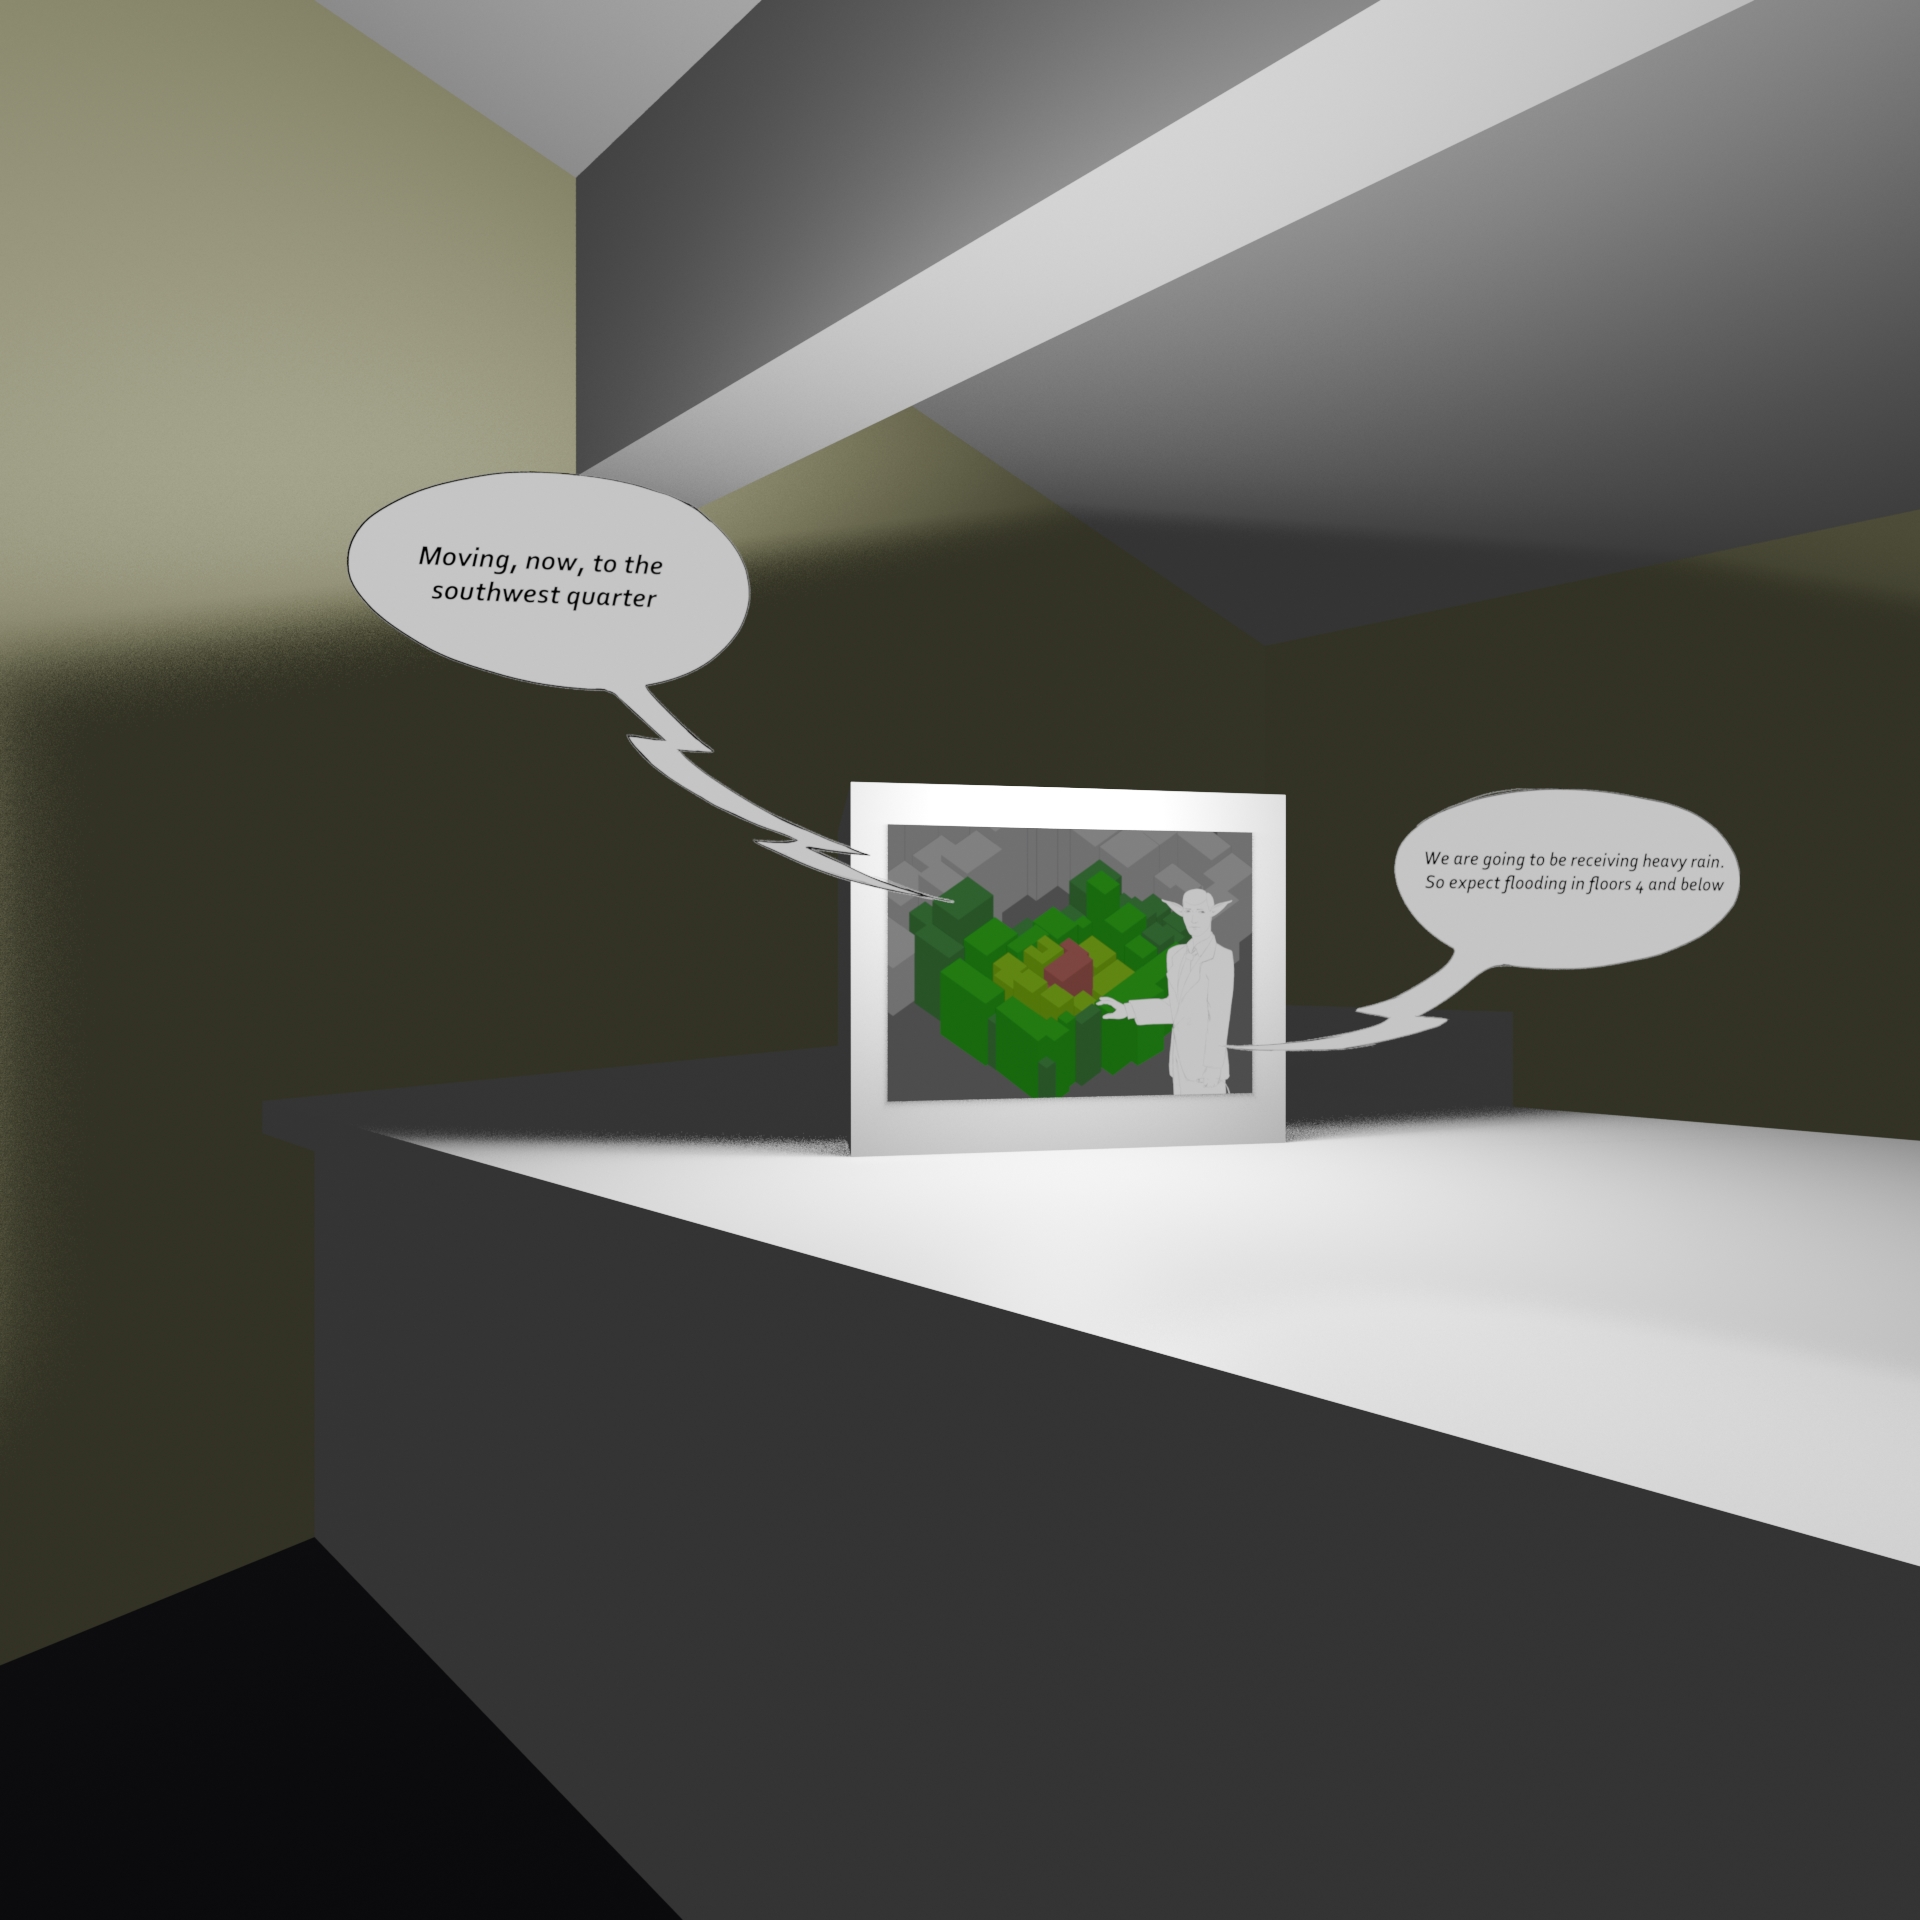 Moving, now, to the
southwest quarter
We are going to be receiving heavy rain.
So expect flooding in floors 4 and below